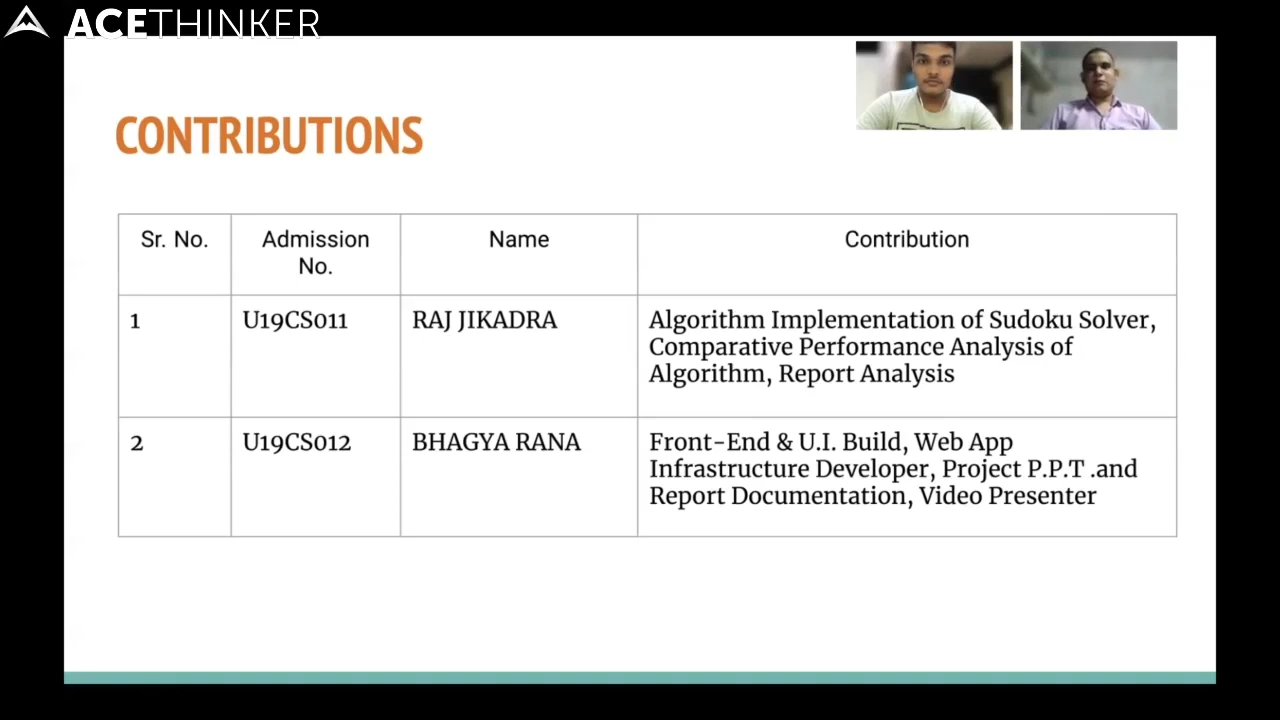 ACETHINKER
CONTRIBUTIONS
Sr. No.
Admission
No.
Name
Contribution
1
U19CS011
RAJ JIKADRA
Algorithm Implementation of Sudoku Solver,
Comparative Performance Analysis of
Algorithm, Report Analysis
2
U19CS012
BHAGYA RANA
Front-End & U.I. Build, Web App
Infrastructure Developer, Project P.P.T .and
Report Documentation, Video Presenter